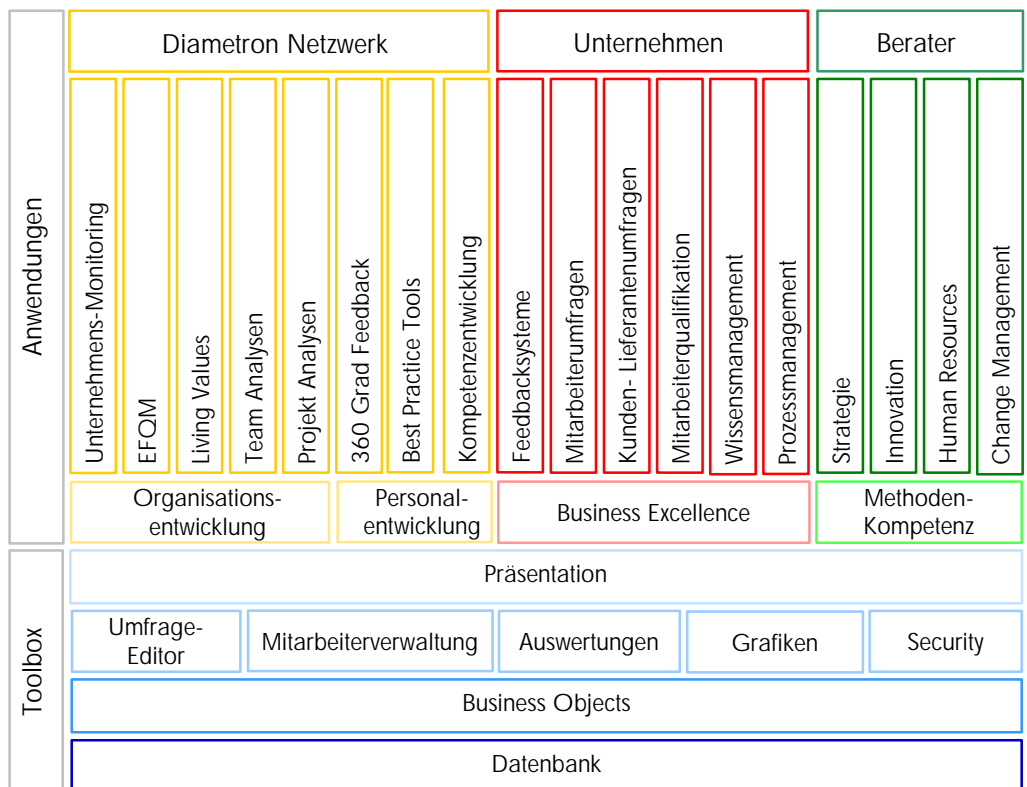 Diametron Netzwerk
Unternehmen
Berater
Anwendungen
Unternehmens-Monitoring
EFQM
Living Values
Team Analysen
Projekt Analysen
360 Grad Feedback
Best Practice Tools
Kompetenzentwicklung
Feedbacksysteme
Mitarbeiterumfragen
Kunden- Lieferantenumfragen
Mitarbeiterqualifikation
Wissensmanagement
Prozessmanagement
Strategie
Innovation
Human Resources
Change Management
Organisations-
entwicklung
Personal-
entwicklung
Business Excellence
Methoden-
Kompetenz
Toolbox
Präsentation
Umfrage-
Editor
Mitarbeiterverwaltung
Auswertungen
Grafiken
Security
Business Objects
Datenbank